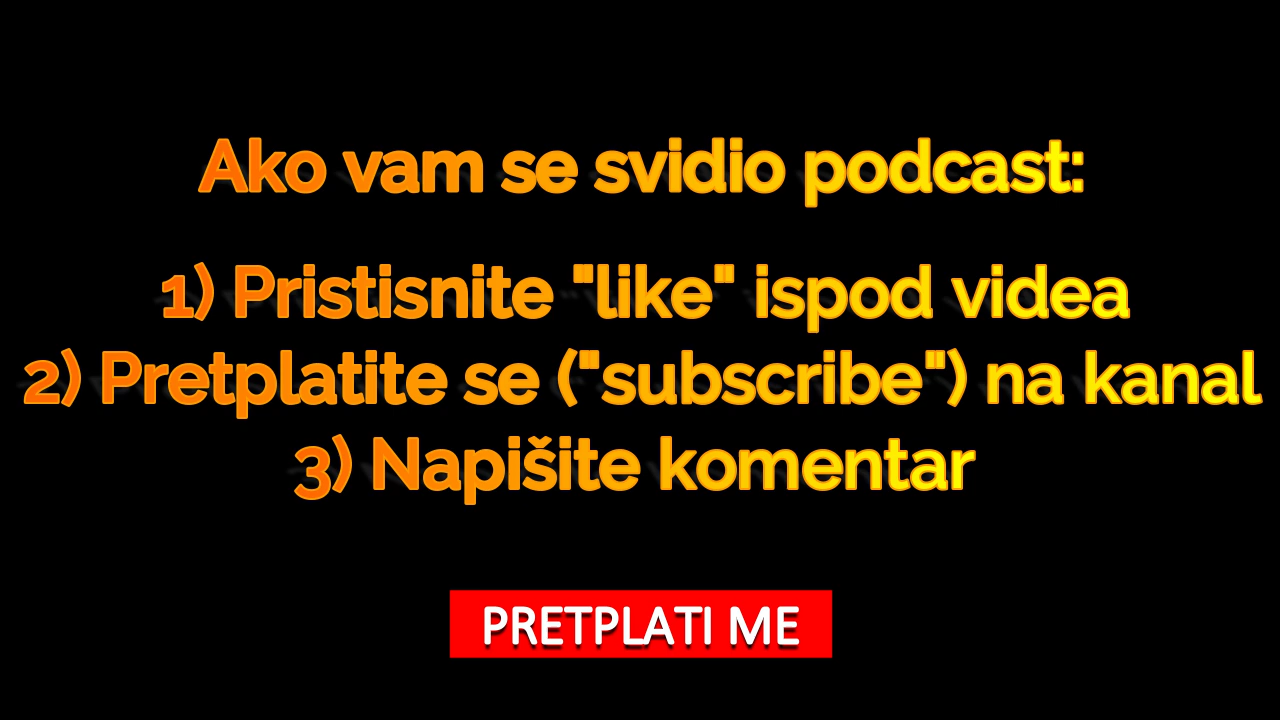 Ako vam se svidio podcast:
1) Pristisnite "like" ispod videa
2) Pretplatite se ("subscribe") na kanal
3) Napišite komentar
PRETPLATI ME